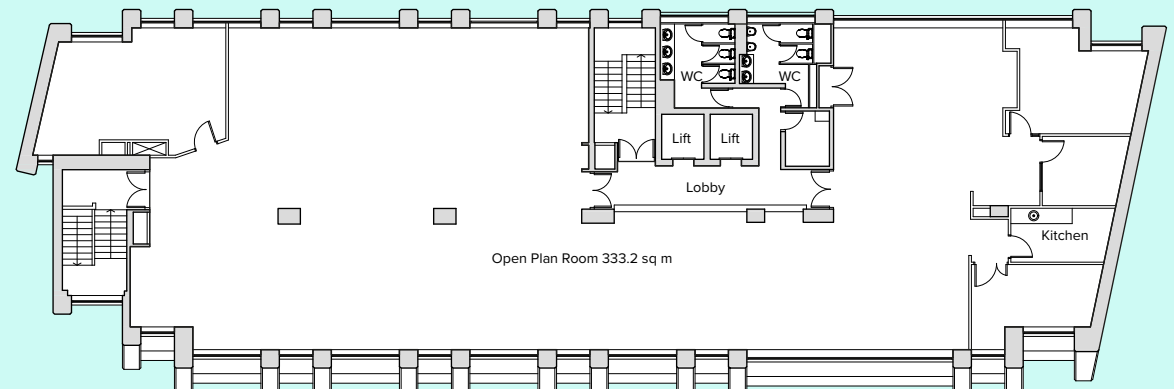 WC
WC
Lift
Lift
Lobby
Kitchen
Open Plan Room 333.2 sq m